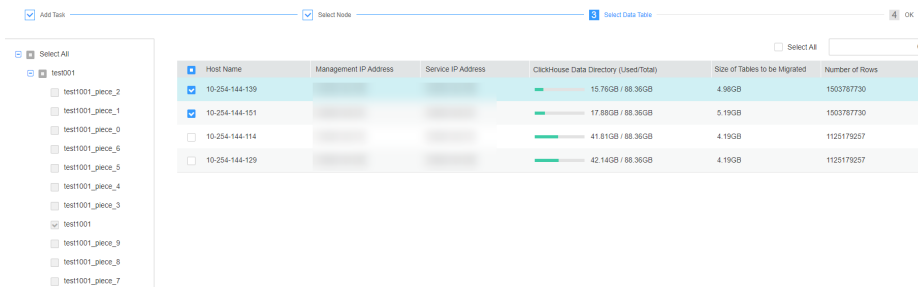 Add Task
Select Node
3 Select Data Table
4 OK
Select All
Select All
test001
test1001_piece_2
test1001_piece_1
test1001_piece_0
test1001_piece_6
test1001_piece_5
test1001_piece_4
test1001_piece_3
test1001
test1001_piece_9
test1001_piece_8
test1001_piece_7
Host Name Management IP Address Service IP Address ClickHouse Data Directory (Used/Total) Size of Tables to be Migrated Number of Rows
10-254-144-139 15.76GB / 88.36GB 4.98GB 1503787730
10-254-144-151 17.88GB / 88.36GB 5.19GB 1503787730
10-254-144-114 41.81GB / 88.36GB 4.19GB 1125179257
10-254-144-129 42.14GB / 88.36GB 4.19GB 1125179257